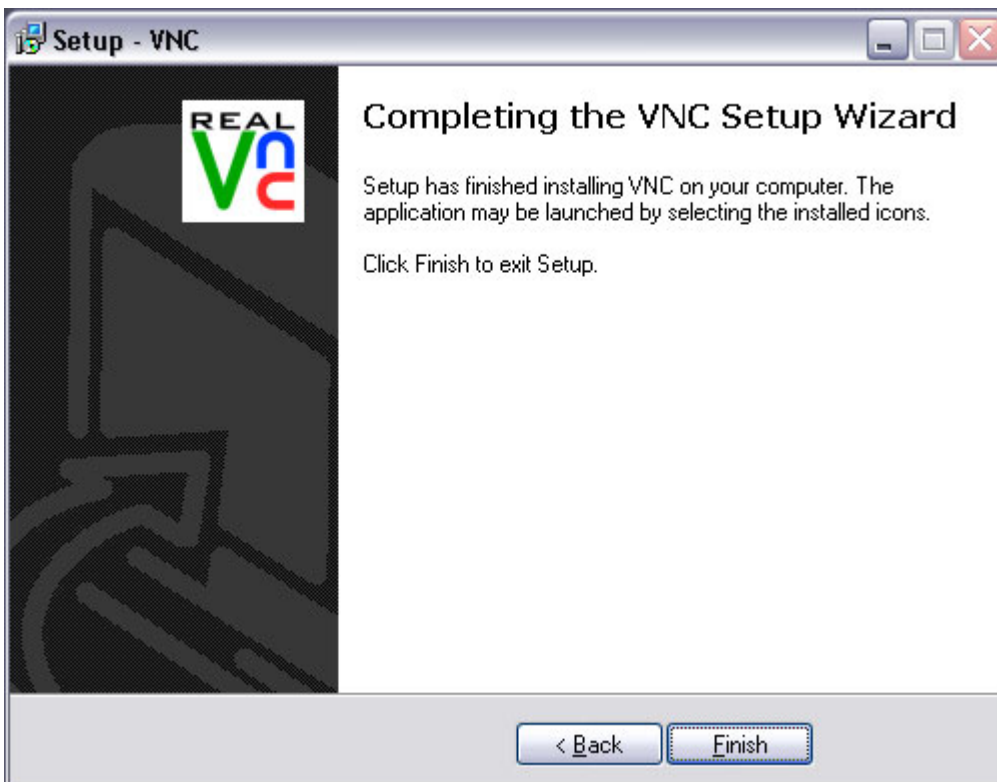 Setup - VNC
REAL
VNC
Completing the VNC Setup Wizard
Setup has finished installing VNC on your computer. The
application may be launched by selecting the installed icons.
Click Finish to exit Setup.
< Back
Finish